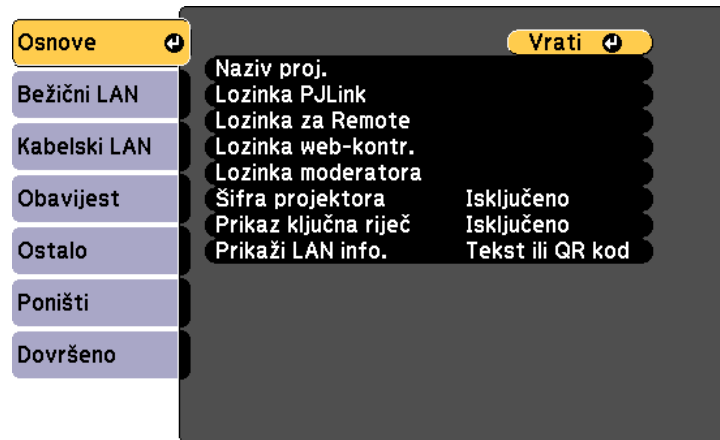 Osnove
Bežični LAN
Kabelski LAN
Obavijest
Ostalo
Poništi
Dovršeno
Vrati
Naziv proj.
Lozinka PJLink
Lozinka za Remote
Lozinka web-kontr.
Lozinka moderatora
Šifra projektora Isključeno
Prikaz ključna riječ Isključeno
Prikaži LAN info. Tekst ili QR kod